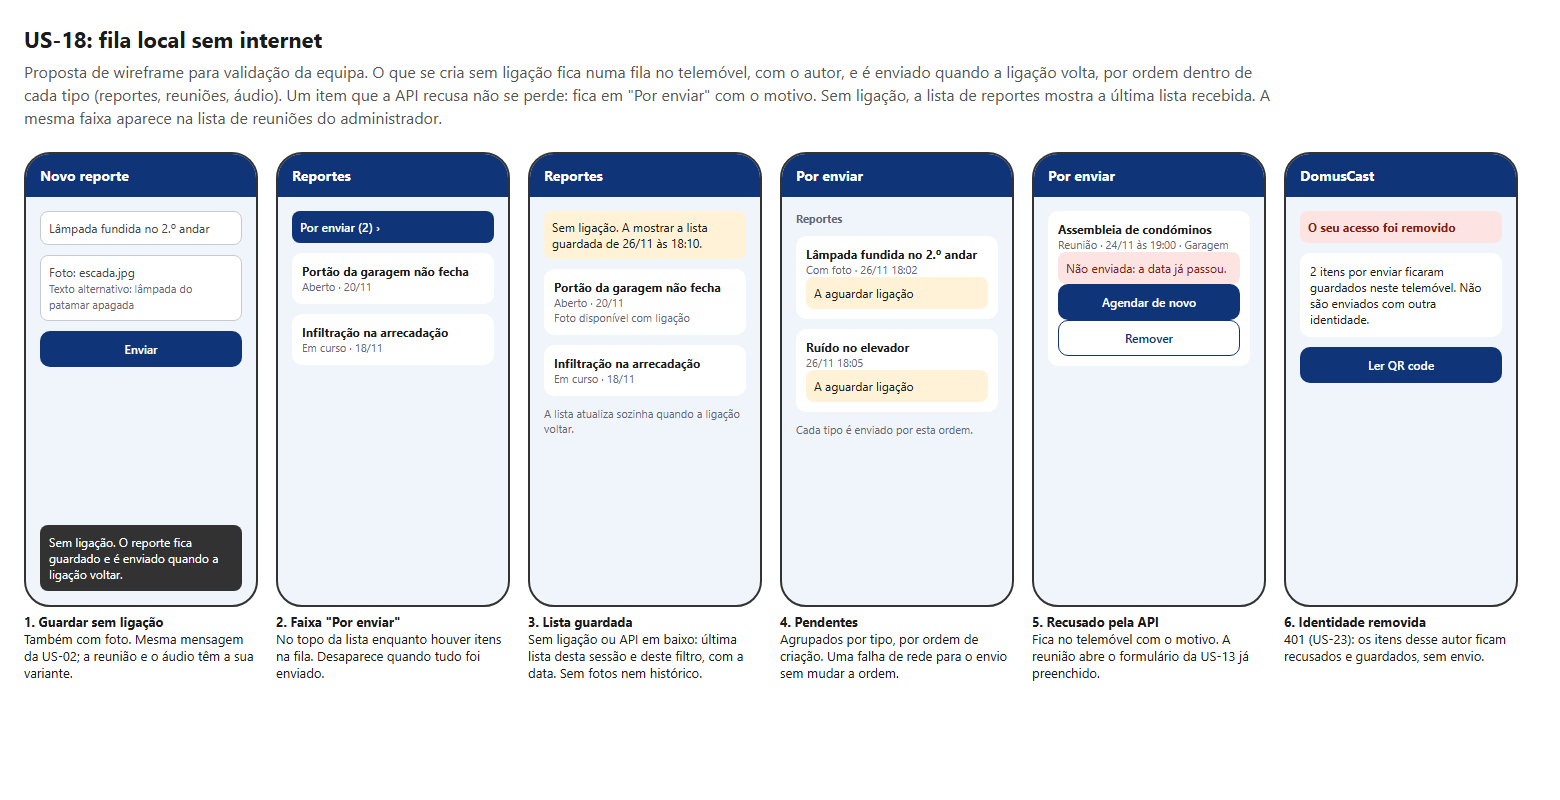 US-18: fila local sem internet
Proposta de wireframe para validação da equipa. O que se cria sem ligação fica numa fila no telemóvel, com o autor, e é enviado quando a ligação volta, por ordem dentro de
cada tipo (reportes, reuniões, áudio). Um item que a API recusa não se perde: fica em "Por enviar" com o motivo. Sem ligação, a lista de reportes mostra a última lista recebida. A
mesma faixa aparece na lista de reuniões do administrador.
Novo reporte
Lâmpada fundida no 2.º andar
Foto: escada.jpg
Texto alternativo: lâmpada do
patamar apagada
Enviar
Sem ligação. O reporte fica
guardado e é enviado quando a
ligação voltar.
1. Guardar sem ligação
Também com foto. Mesma mensagem
da US-02; a reunião e o áudio têm a sua
variante.
Reportes
Por enviar (2) ›
Portão da garagem não fecha
Aberto · 20/11
Infiltração na arrecadação
Em curso · 18/11
2. Faixa "Por enviar"
No topo da lista enquanto houver itens
na fila. Desaparece quando tudo foi
enviado.
Reportes
Sem ligação. A mostrar a lista
guardada de 26/11 às 18:10.
Portão da garagem não fecha
Aberto · 20/11
Foto disponível com ligação
Infiltração na arrecadação
Em curso · 18/11
A lista atualiza sozinha quando a ligação
voltar.
3. Lista guardada
Sem ligação ou API em baixo: última
lista desta sessão e deste filtro, com a
data. Sem fotos nem histórico.
Por enviar
Reportes
Lâmpada fundida no 2.º andar
Com foto · 26/11 18:02
A aguardar ligação
Ruído no elevador
26/11 18:05
A aguardar ligação
Cada tipo é enviado por esta ordem.
4. Pendentes
Agrupados por tipo, por ordem de
criação. Uma falha de rede para o envio
sem mudar a ordem.
Por enviar
Assembleia de condóminos
Reunião · 24/11 às 19:00 · Garagem
Não enviada: a data já passou.
Agendar de novo
Remover
5. Recusado pela API
Fica no telemóvel com o motivo. A
reunião abre o formulário da US-13 já
preenchido.
DomusCast
O seu acesso foi removido
2 itens por enviar ficaram
guardados neste telemóvel. Não
são enviados com outra
identidade.
Ler QR code
6. Identidade removida
401 (US-23): os itens desse autor ficam
recusados e guardados, sem envio.